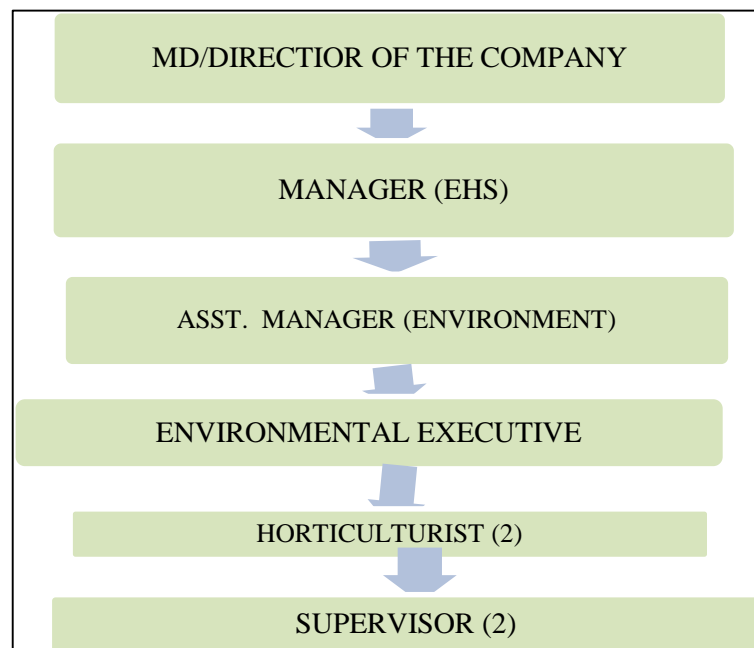 MD/DIRECTIOR OF THE COMPANY
MANAGER (EHS)
ASST. MANAGER (ENVIRONMENT)
ENVIRONMENTAL EXECUTIVE
HORTICULTURIST (2)
SUPERVISOR (2)